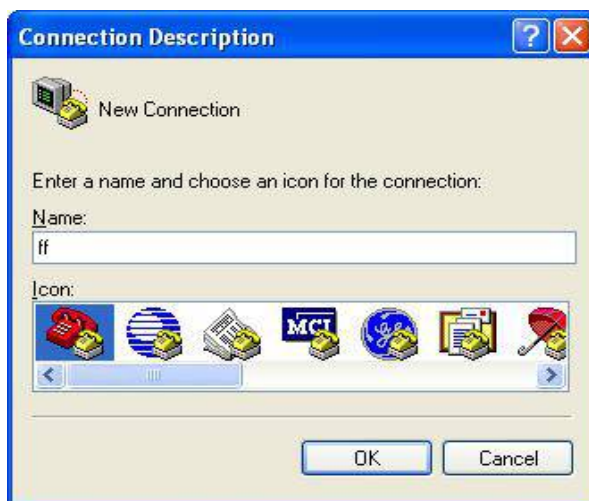 Connection Description
New Connection
Enter a name and choose an icon for the connection:
Name:
ff
Icon:
MCI
OK
Cancel